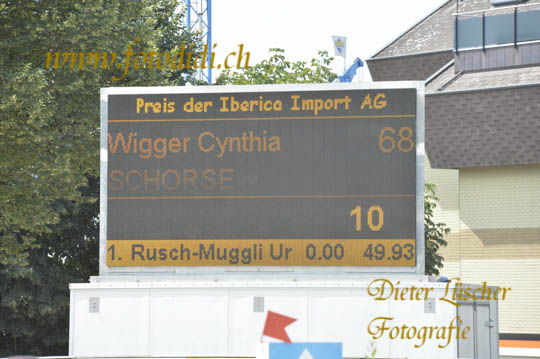 www.fotodidi.ch
Preis der Iberica Import AG
Wigger Cynthia 68
SCHORSE
10
1. Rusch-Muggli Ur 0.00 49.93
Dieter Lüscher
Fotografie